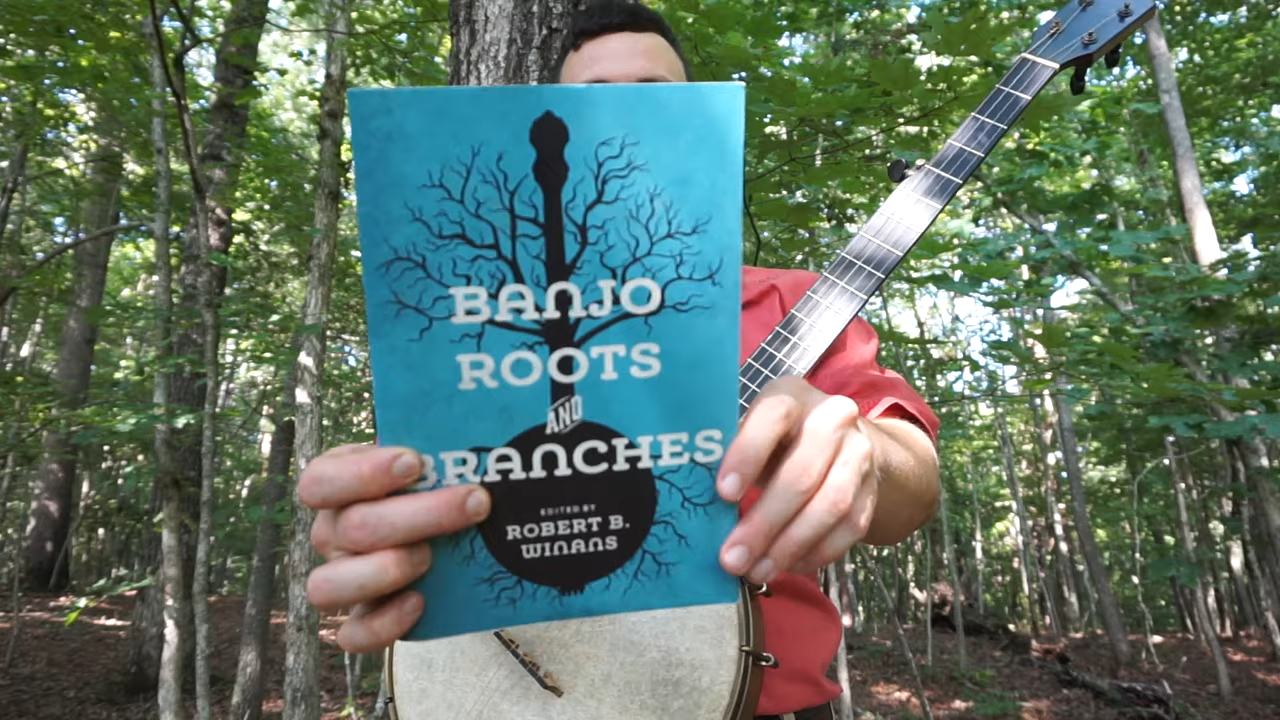 BANJO
ROOTS
AND
BRANCHES
EDITED BY
ROBERT B.
WINANS